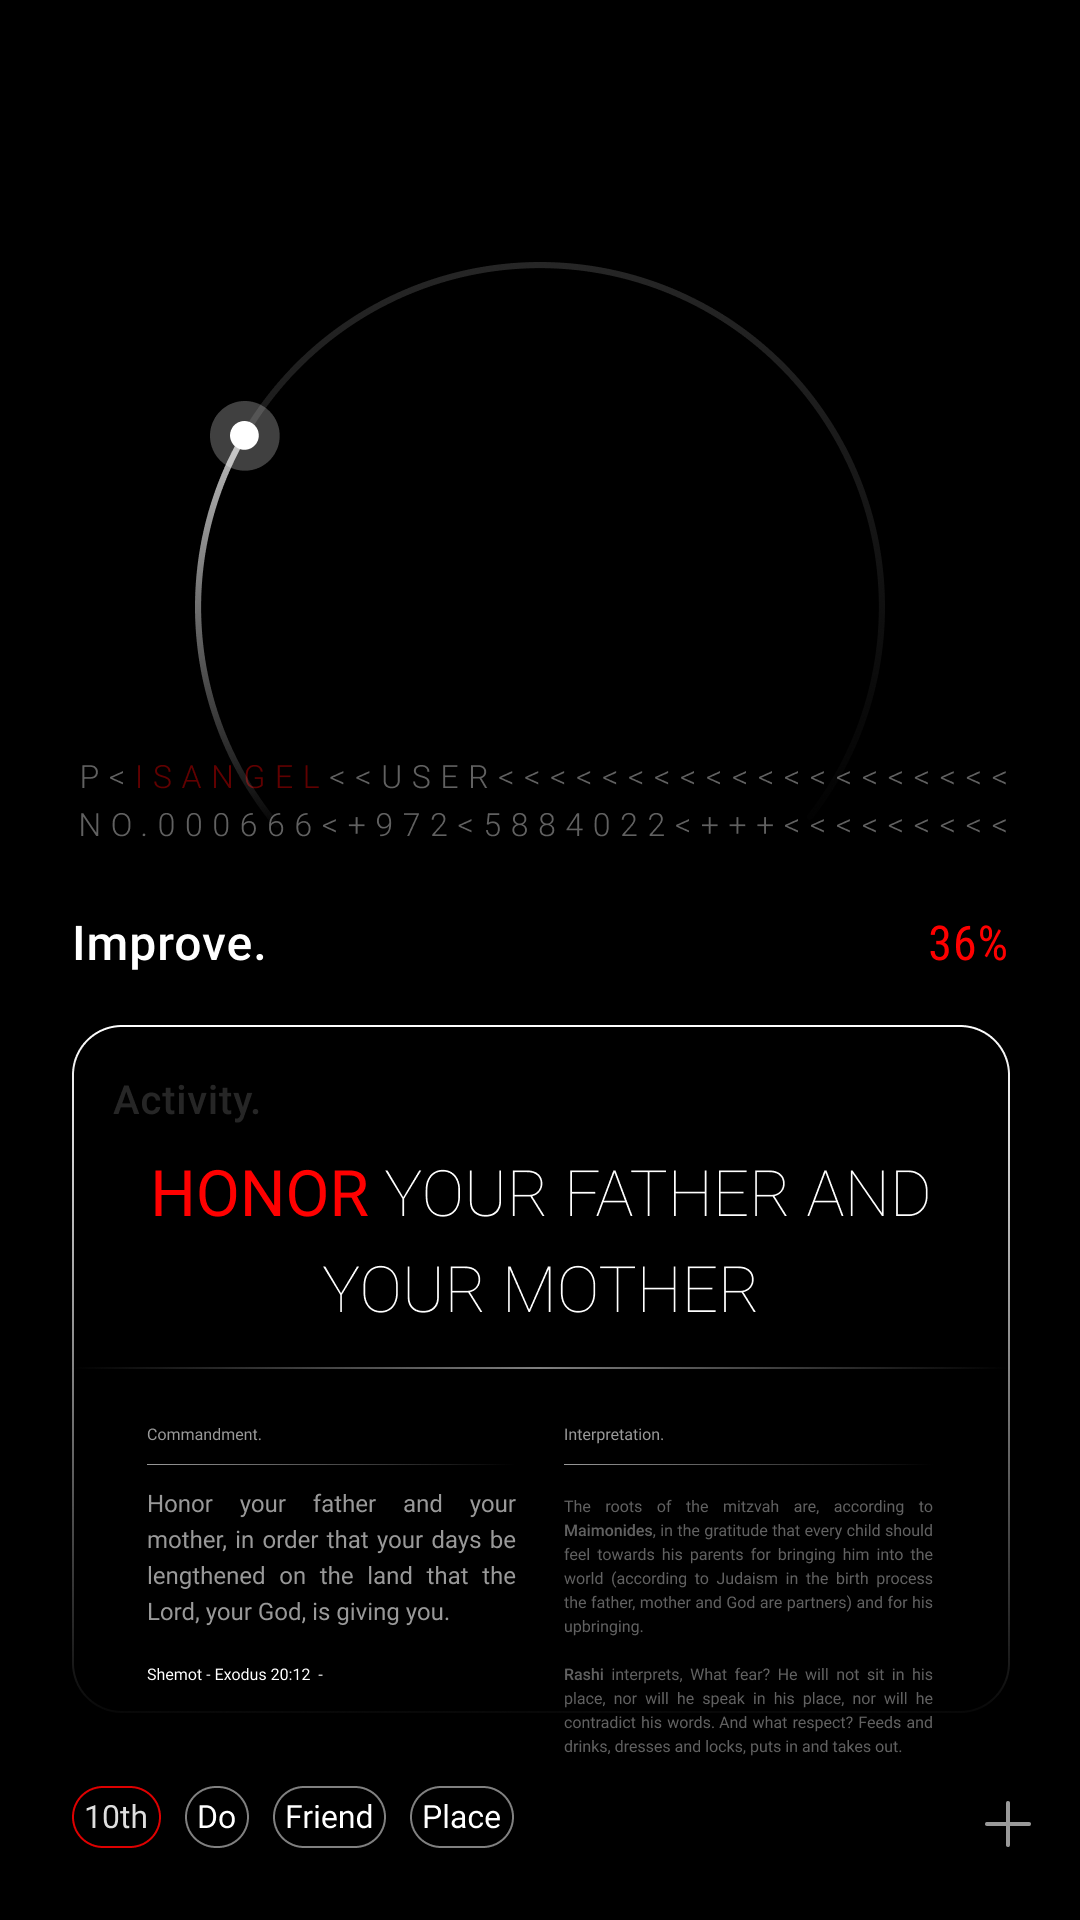 P<ISANGEL<<USER<<<<<<<<<<<<<<<<<<<<
NO.000666<+972<5884022<+++<<<<<<<<<
Improve.
36%
Activity.
HONOR YOUR FATHER AND
YOUR MOTHER
Commandment.
Honor your father and your
mother, in order that your days be
lengthened on the land that the
Lord, your God, is giving you.
Shemot - Exodus 20:12 -
Interpretation.
The roots of the mitzvah are, according to
Maimonides, in the gratitude that every child should
feel towards his parents for bringing him into the
world (according to Judaism in the birth process
the father, mother and God are partners) and for his
upbringing.
Rashi interprets, What fear? He will not sit in his
place, nor will he speak in his place, nor will he
contradict his words. And what respect? Feeds and
drinks, dresses and locks, puts in and takes out.
10th
Do
Friend
Place